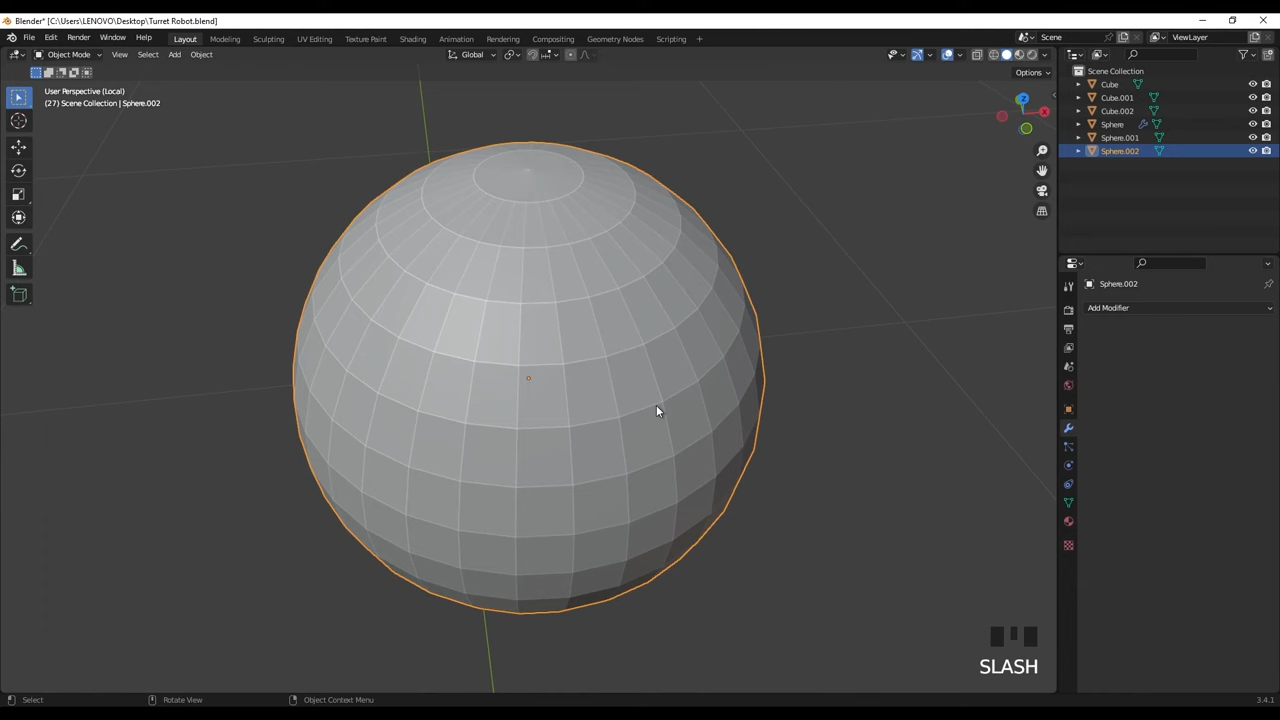 Blender* [C:\Users\LENOVO\Desktop\Turret Robot.blend]
File Edit Render Window Help Layout Modeling Sculpting UV Editing Texture Paint Shading Animation Rendering Compositing Geometry Nodes Scripting + Scene ViewLayer
Object Mode View Select Add Object Global
Options
User Perspective (Local)
(27) Scene Collection | Sphere.002
Z
X
Scene Collection
Cube
Cube.001
Cube.002
Sphere
Sphere.001
Sphere.002
Sphere.002
Add Modifier
SLASH
Select Rotate View Object Context Menu 3.4.1